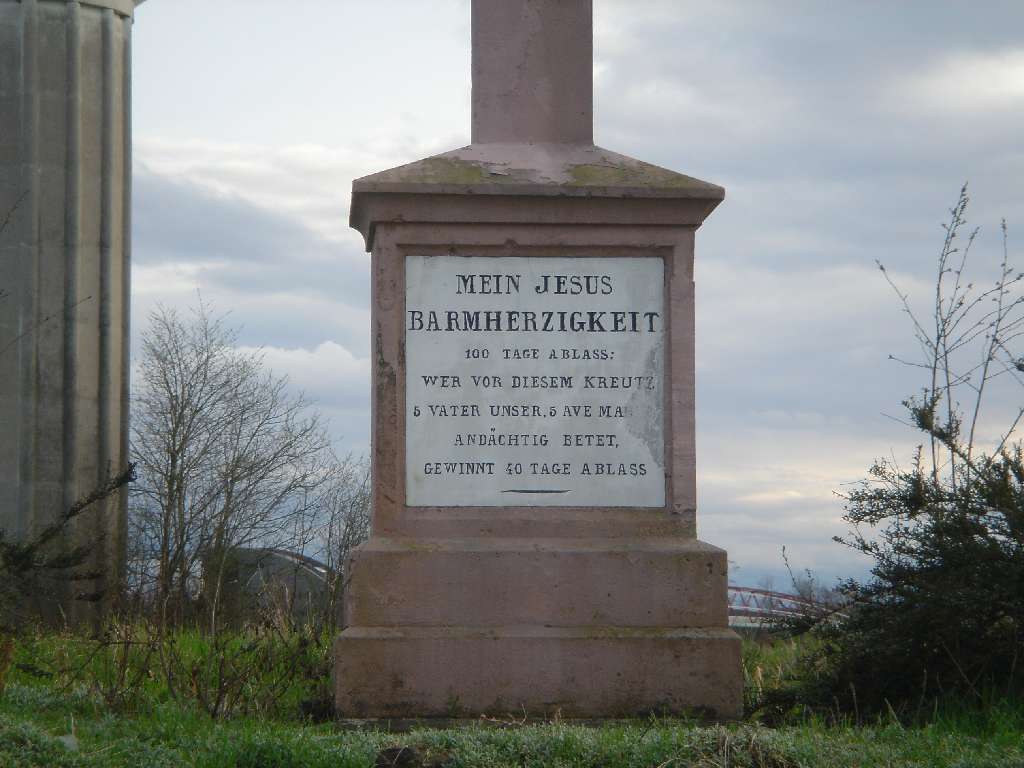 MEIN JESUS
BARMHERZIGKEIT
100 TAGE ABLASS:
WER VOR DIESEM KREUTZ
5 VATER UNSER, 5 AVE
ANDÄCHTIG BETET,
GEWINNT 40 TAGE ABLASS